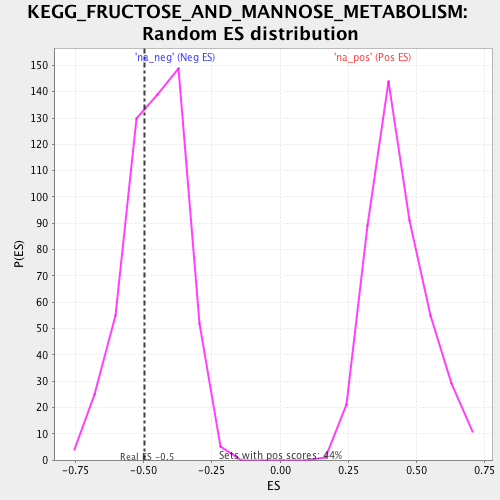 KEGG_FRUCTOSE_AND_MANNOSE_METABOLISM:
Random ES distribution
'na_neg' (Neg ES)
'na_pos' (Pos ES)
150
140
130
120
110
100
90
80
70
60
50
40
30
20
10
0
P(ES)
Real ES -0.5
Sets with pos scores: 44%
-0.75
-0.50
-0.25
0.00
0.25
0.50
0.75
ES